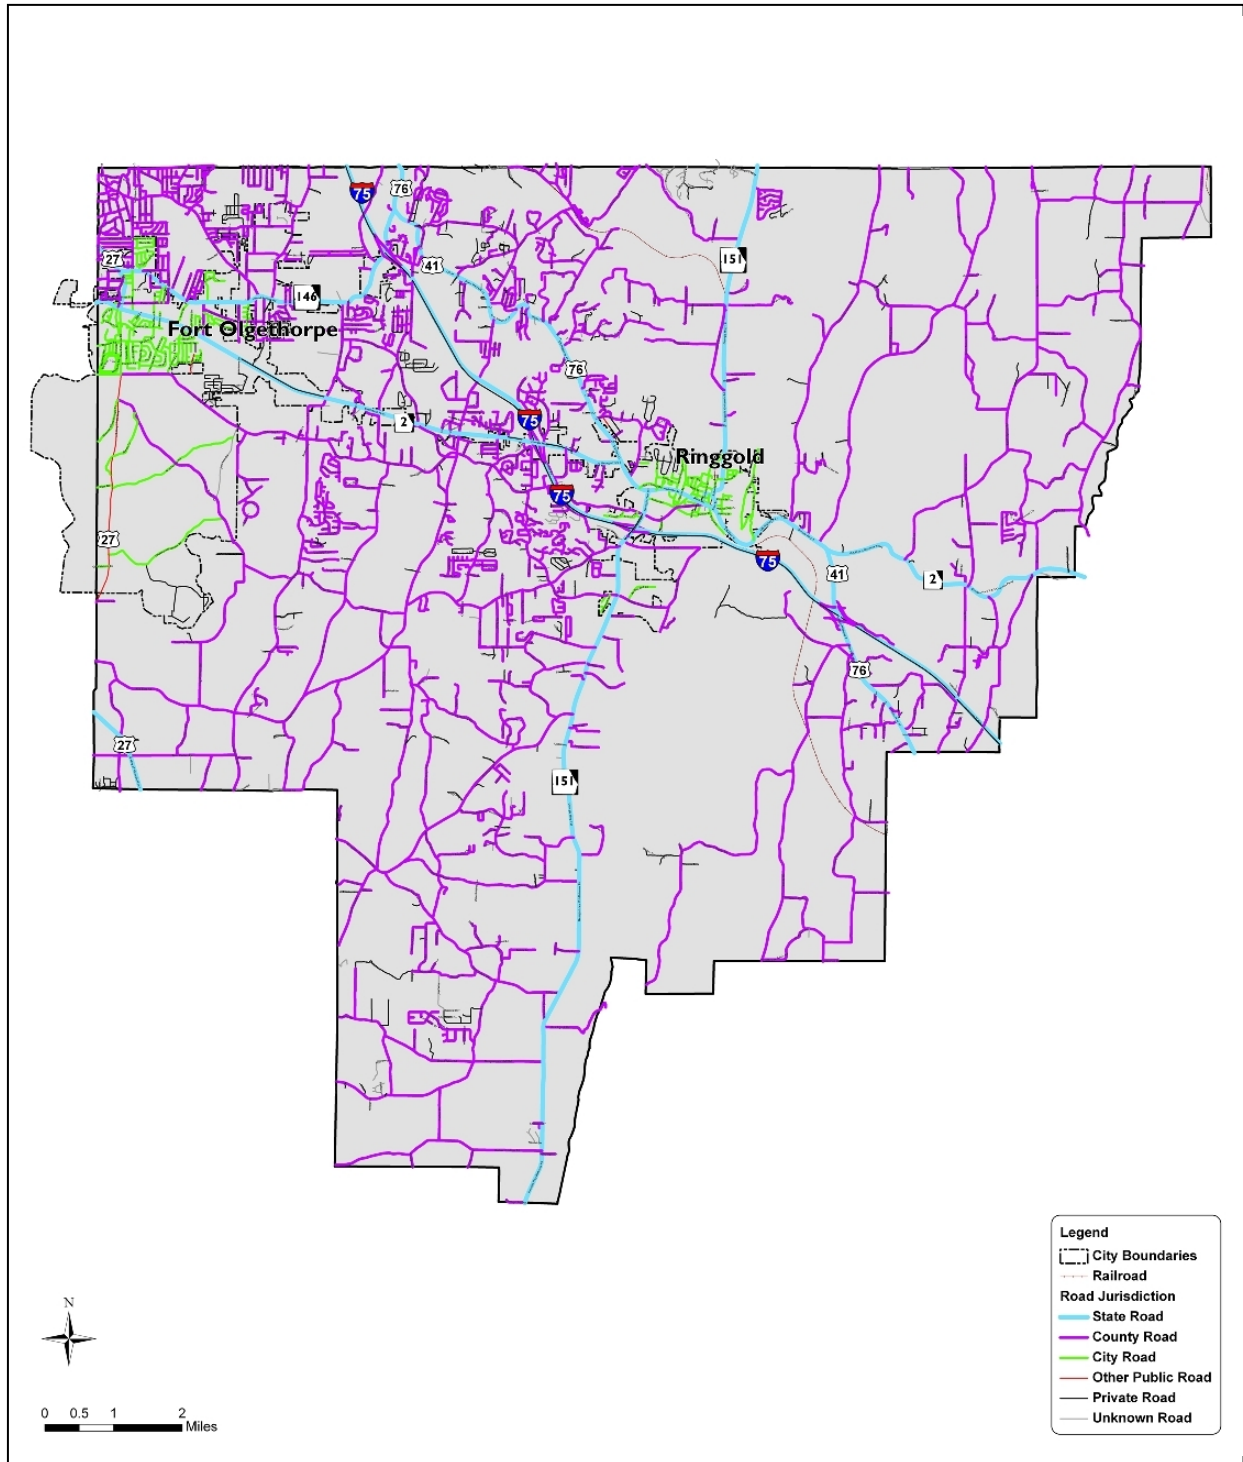 75
76
27
41
151
146
Fort Olgethorpe
76
2
75
Ringgold
75
27
75
41
2
76
27
151
Legend
City Boundaries
Railroad
Road Jurisdiction
State Road
County Road
City Road
Other Public Road
Private Road
Unknown Road
N
0 0.5 1 2
Miles